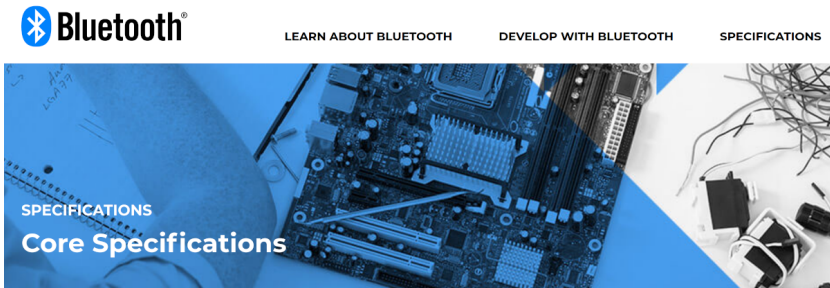 Bluetooth®
LEARN ABOUT BLUETOOTH
DEVELOP WITH BLUETOOTH
SPECIFICATIONS
SPECIFICATIONS
Core Specifications